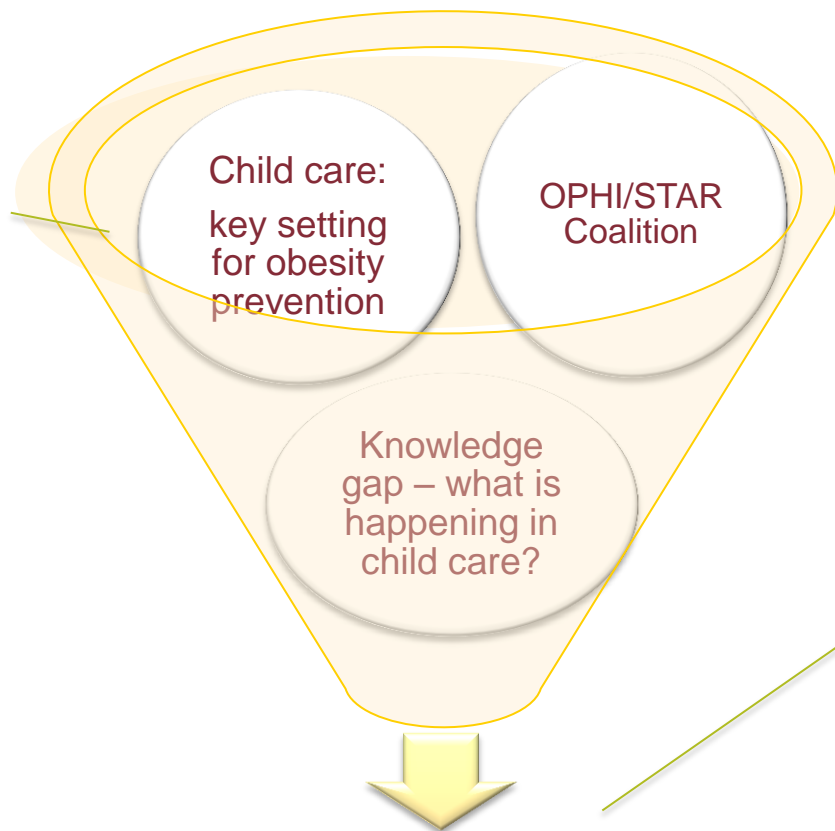 Child care:
key setting
for obesity
prevention
OPHI/STAR
Coalition
Knowledge
gap – what is
happening in
child care?